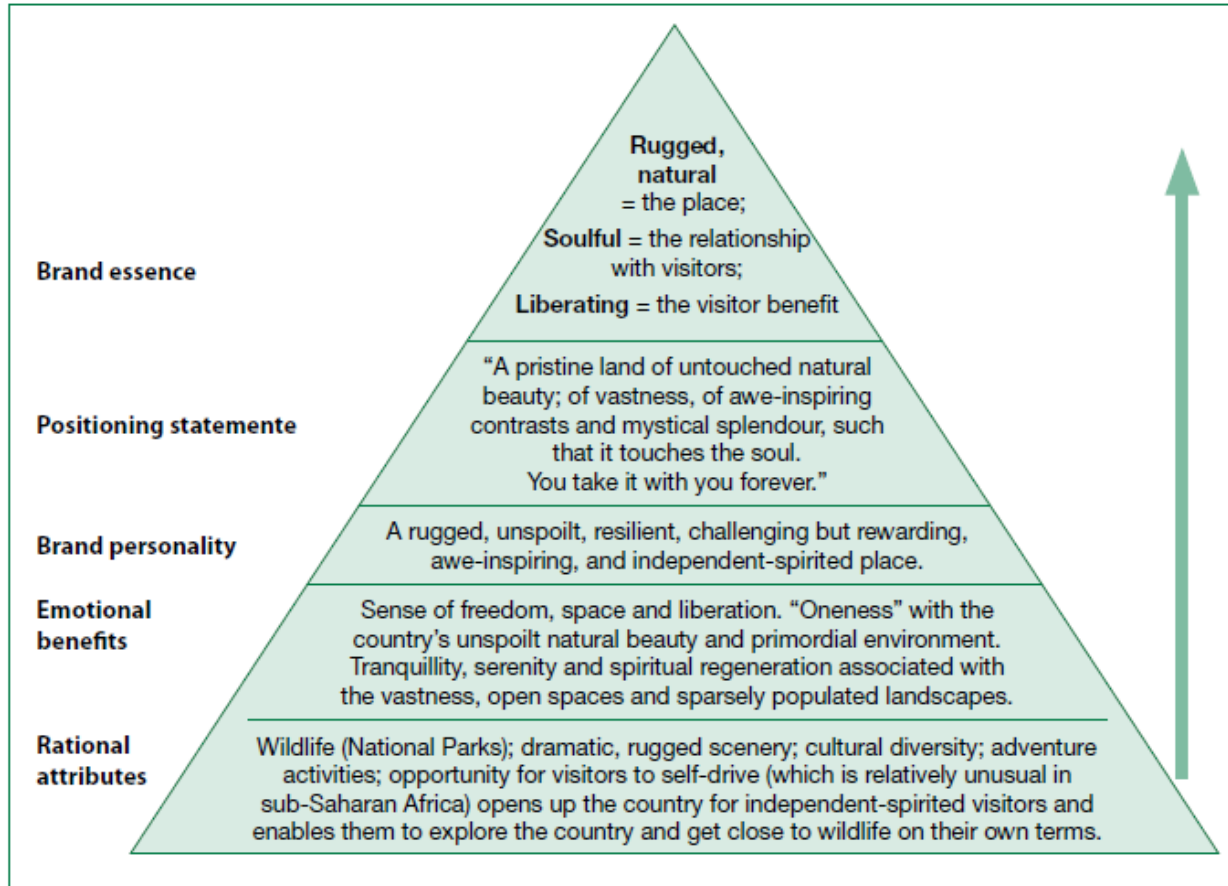 Rugged,
natural
= the place;
Soulful = the relationship
with visitors;
Liberating = the visitor benefit
Brand essence
“A pristine land of untouched natural
beauty; of vastness, of awe-inspiring
contrasts and mystical splendour, such
that it touches the soul.
You take it with you forever.”
Positioning statemente
A rugged, unspoilt, resilient, challenging but rewarding,
awe-inspiring, and independent-spirited place.
Brand personality
Emotional
benefits
Sense of freedom, space and liberation. “Oneness” with the
country’s unspoilt natural beauty and primordial environment.
Tranquillity, serenity and spiritual regeneration associated with
the vastness, open spaces and sparsely populated landscapes.
Rational
attributes
Wildlife (National Parks); dramatic, rugged scenery; cultural diversity; adventure
activities; opportunity for visitors to self-drive (which is relatively unusual in
sub-Saharan Africa) opens up the country for independent-spirited visitors and
enables them to explore the country and get close to wildlife on their own terms.